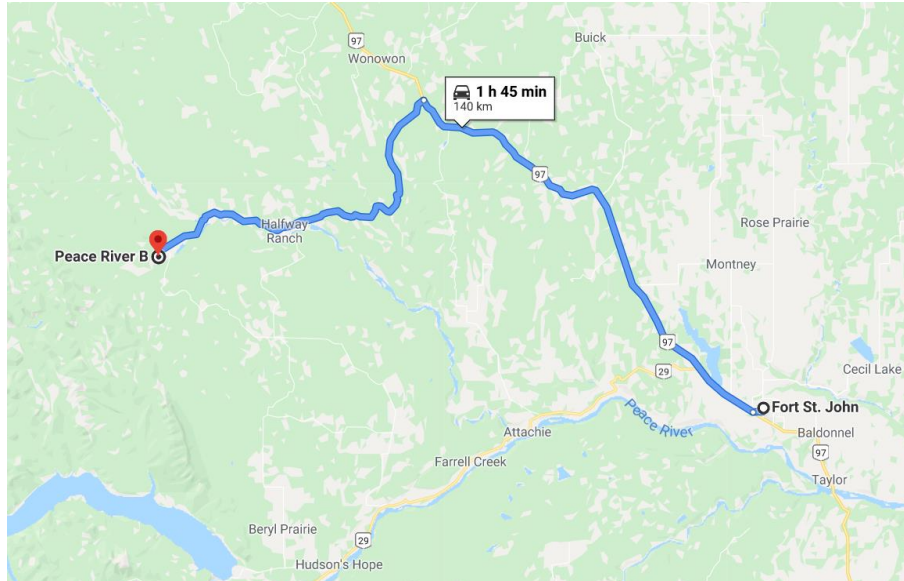 97
Wonowon
Buick
1 h 45 min
140 km
97
Rose Prairie
Halfway
Ranch
Peace River B
Montney
97
29
Cecil Lake
Fort St. John
Peace River
Attachie
Baldonnel
97
Farrell Creek
Taylor
Beryl Prairie
29
Hudson's Hope